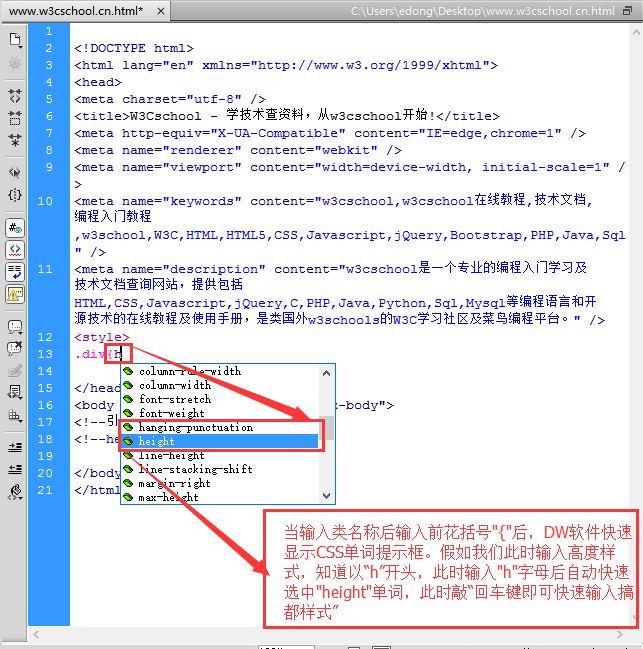 www.w3cschool.cn.html* × C:\Users\edong\Desktop\www.w3cschool.cn.html
1
2 <!DOCTYPE html>
3 <html lang="en" xmlns="http://www.w3.org/1999/xhtml">
4 <head>
5 <meta charset="utf-8" />
6 <title>W3Cschool - 学技术查资料，从w3cschool开始!</title>
7 <meta http-equiv="X-UA-Compatible" content="IE=edge,chrome=1" />
8 <meta name="renderer" content="webkit" />
9 <meta name="viewport" content="width=device-width, initial-scale=1" /
>
10 <meta name="keywords" content="w3cschool,w3cschool在线教程,技术文档,
编程入门教程
,w3school,W3C,HTML,HTML5,CSS,Javascript,jQuery,Bootstrap,PHP,Java,Sql
" />
11 <meta name="description" content="w3cschool是一个专业的编程入门学习及
技术文档查询网站，提供包括
HTML,CSS,Javascript,jQuery,C,PHP,Java,Python,Sql,Mysql等编程语言和开
源技术的在线教程及使用手册，是类国外w3schools的W3C学习社区及菜鸟编程平台。" />
12 <style>
13 .div{h
14
15 </head
16 <body x-body">
17 <!--引
18 <!--he
19
20 </body
21 </html
column-rule-width
column-width
font-stretch
font-weight
hanging-punctuation
height
line-height
line-stacking-shift
margin-right
max-height
当输入类名称后输入前花括号"{"后，DW软件快速
显示CSS单词提示框。假如我们此时输入高度样
式，知道以“h”开头，此时输入"h"字母后自动快速
选中"height"单词，此时敲“回车键即可快速输入搞
都样式”